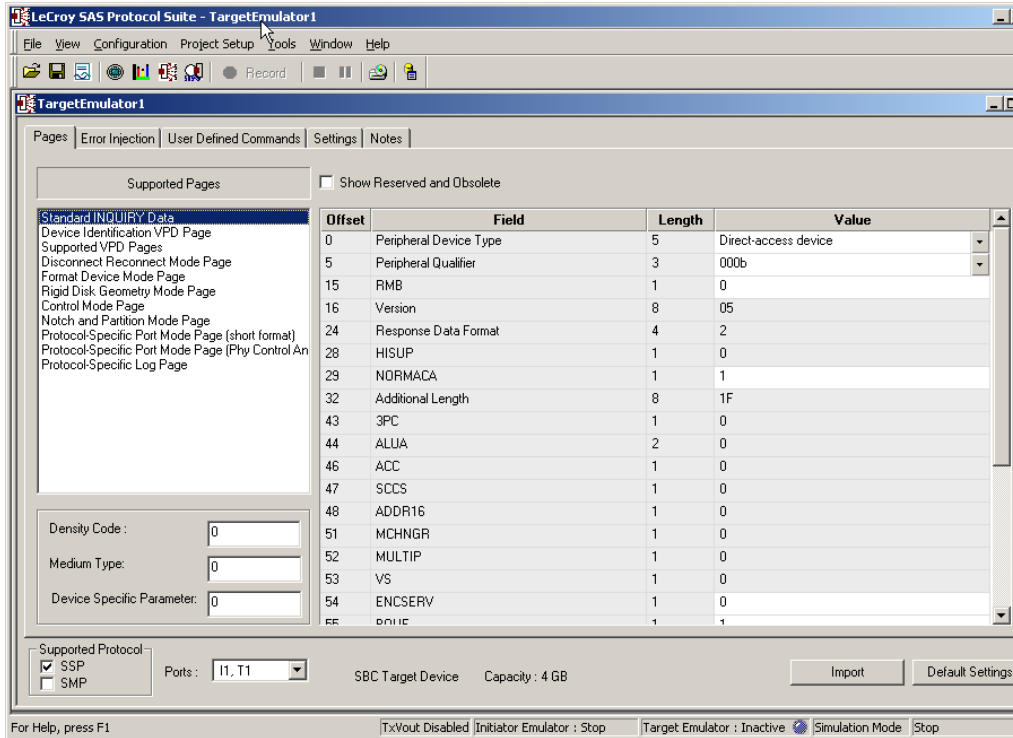 LeCroy SAS Protocol Suite - TargetEmulator1
File View Configuration Project Setup Tools Window Help
Record
TargetEmulator1
Pages Error Injection User Defined Commands Settings Notes
Supported Pages
Show Reserved and Obsolete
Standard INQUIRY Data
Device Identification VPD Page
Supported VPD Pages
Disconnect Reconnect Mode Page
Format Device Mode Page
Rigid Disk Geometry Mode Page
Control Mode Page
Notch and Partition Mode Page
Protocol-Specific Port Mode Page (short format)
Protocol-Specific Port Mode Page (Phy Control An
Protocol-Specific Log Page
Offset Field Length Value
0 Peripheral Device Type 5 Direct-access device
5 Peripheral Qualifier 3 000b
15 RMB 1 0
16 Version 8 05
24 Response Data Format 4 2
28 HISUP 1 0
29 NORMACA 1 1
32 Additional Length 8 1F
43 3PC 1 0
44 ALUA 2 0
46 ACC 1 0
47 SCCS 1 0
48 ADDR16 1 0
51 MCHNGR 1 0
52 MULTIP 1 0
53 VS 1 0
54 ENCSERV 1 0
55 1 1
Density Code : 0
Medium Type: 0
Device Specific Parameter: 0
Supported Protocol
SSP
SMP
Ports : I1, T1
SBC Target Device Capacity : 4 GB
Import
Default Settings
For Help, press F1
TxVout Disabled Initiator Emulator : Stop Target Emulator : Inactive Simulation Mode Stop